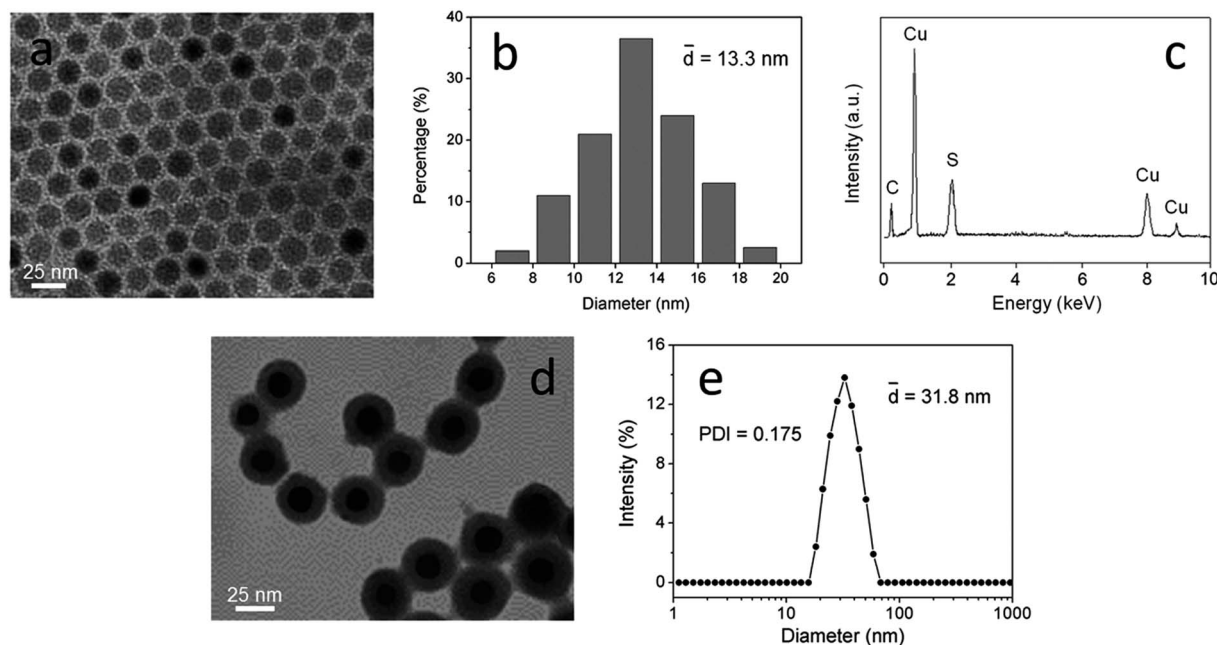 a
25 nm
b
d̄ = 13.3 nm
Percentage (%)
40
30
20
10
0
6 8 10 12 14 16 18 20
Diameter (nm)
c
Cu
C
S
Cu
Cu
Intensity (a.u.)
0 2 4 6 8 10
Energy (keV)
d
25 nm
e
d̄ = 31.8 nm
PDI = 0.175
Intensity (%)
16
12
8
4
0
1 10 100 1000
Diameter (nm)